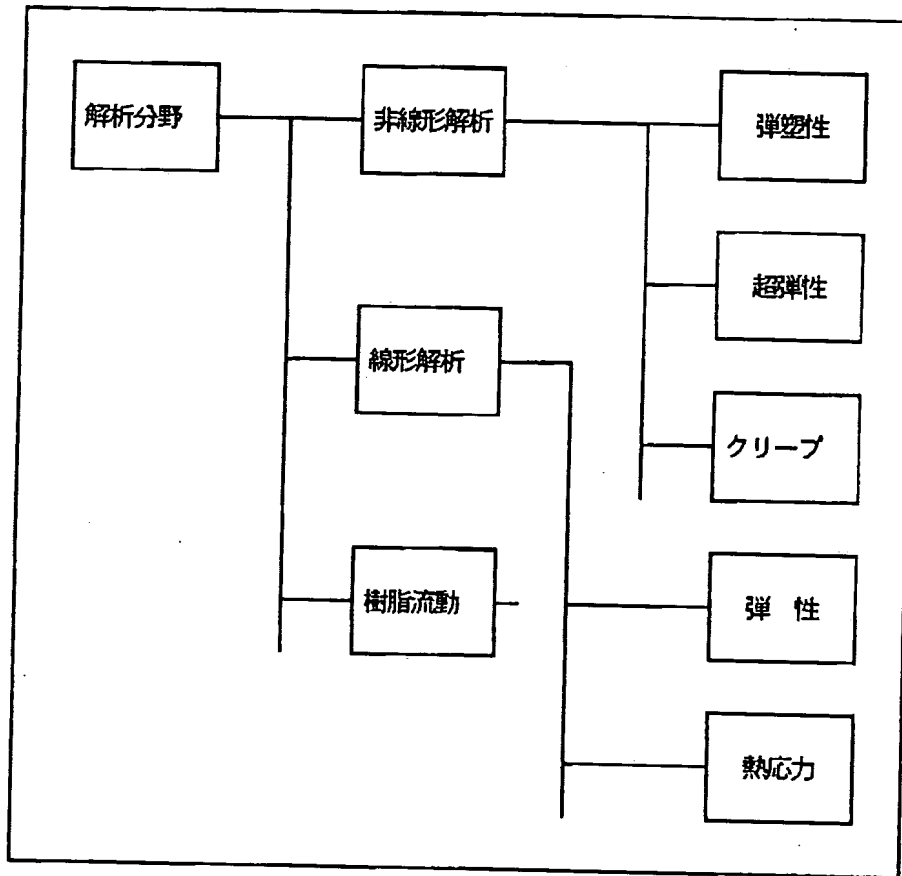 解析分野
非線形解析
弾塑性
超弾性
クリープ
線形解析
弾 性
熱応力
樹脂流動